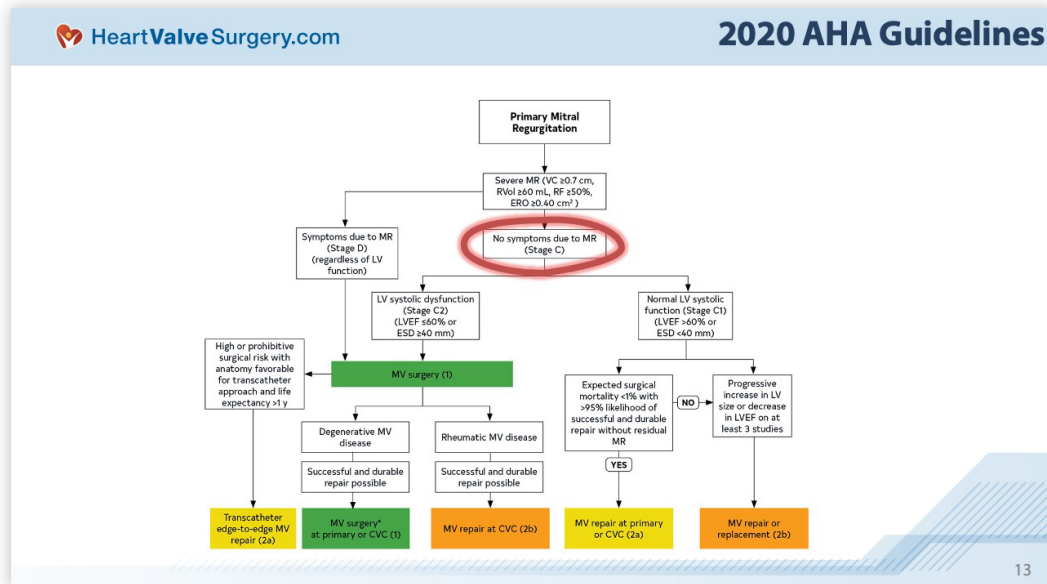 HeartValveSurgery.com
2020 AHA Guidelines
Primary Mitral
Regurgitation
Severe MR (VC ≥0.7 cm,
RVol ≥60 mL, RF ≥50%,
ERO ≥0.40 cm²)
Symptoms due to MR
(Stage D)
(regardless of LV
function)
No symptoms due to MR
(Stage C)
LV systolic dysfunction
(Stage C2)
(LVEF ≤60% or
ESD ≥40 mm)
Normal LV systolic
function (Stage C1)
(LVEF >60% or
ESD <40 mm)
High or prohibitive
surgical risk with
anatomy favorable
for transcatheter
approach and life
expectancy >1 y
MV surgery (1)
Expected surgical
mortality <1% with
>95% likelihood of
successful and durable
repair without residual
MR
NO
Progressive
increase in LV
size or decrease
in LVEF on at
least 3 studies
Degenerative MV
disease
Rheumatic MV disease
YES
Successful and durable
repair possible
Successful and durable
repair possible
Transcatheter
edge-to-edge MV
repair (2a)
MV surgery*
at primary or CVC (1)
MV repair at CVC (2b)
MV repair at primary
or CVC (2a)
MV repair or
replacement (2b)
13